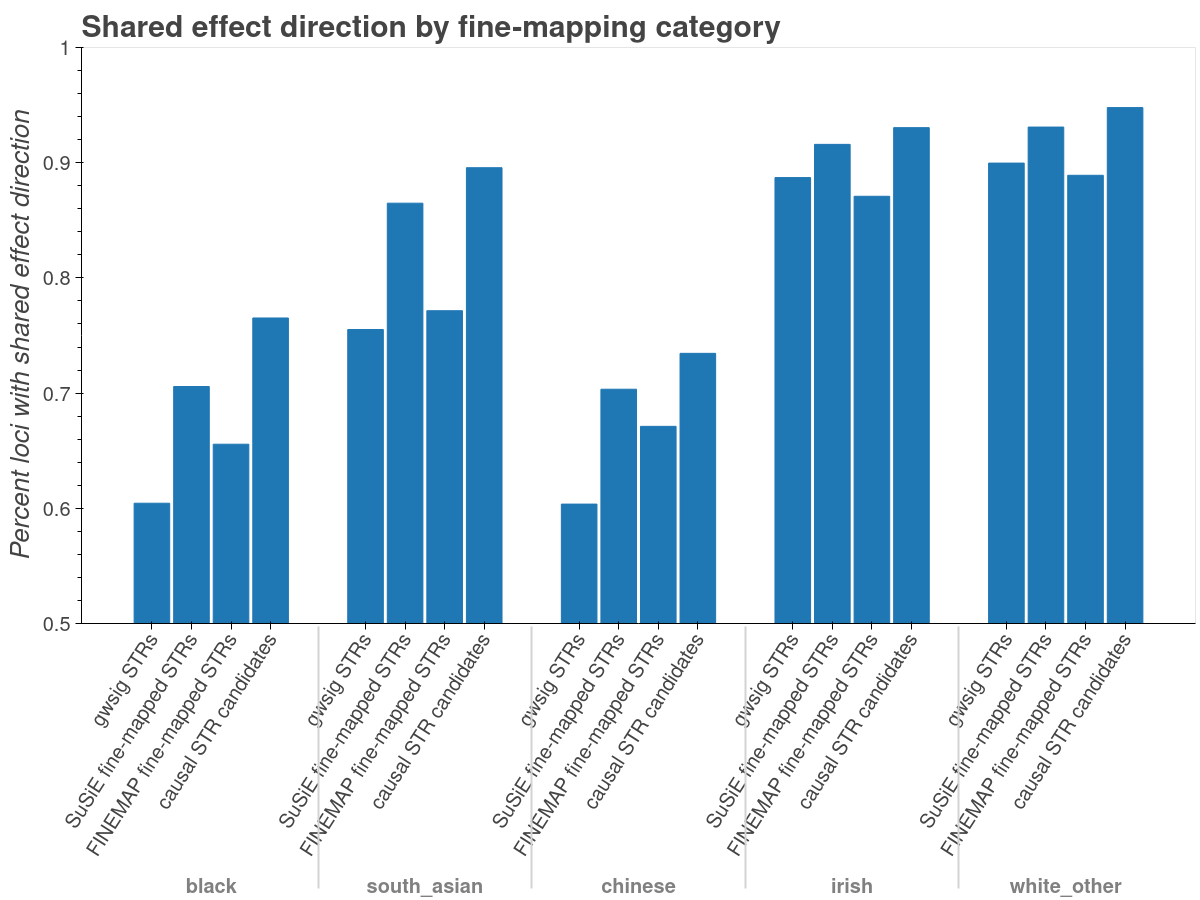 Shared effect direction by fine-mapping category
Percent loci with shared effect direction
1
0.9
0.8
0.7
0.6
0.5
gwsig STRs
SuSiE fine-mapped STRs
FINEMAP fine-mapped STRs
causal STR candidates
gwsig STRs
SuSiE fine-mapped STRs
FINEMAP fine-mapped STRs
causal STR candidates
gwsig STRs
SuSiE fine-mapped STRs
FINEMAP fine-mapped STRs
causal STR candidates
gwsig STRs
SuSiE fine-mapped STRs
FINEMAP fine-mapped STRs
causal STR candidates
gwsig STRs
SuSiE fine-mapped STRs
FINEMAP fine-mapped STRs
causal STR candidates
black
south_asian
chinese
irish
white_other